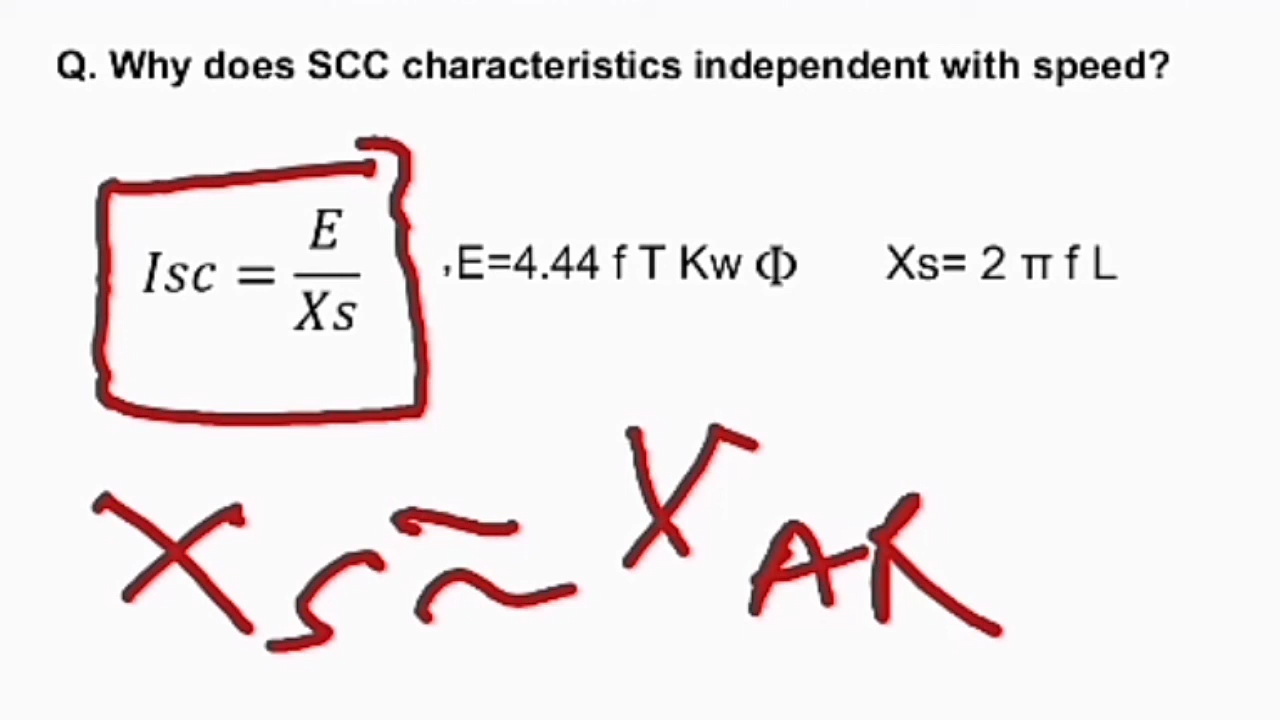 Q. Why does SCC characteristics independent with speed?
Isc = E/Xs ,E=4.44 f T Kw Φ Xs= 2 π f L
XS ≈ XAR